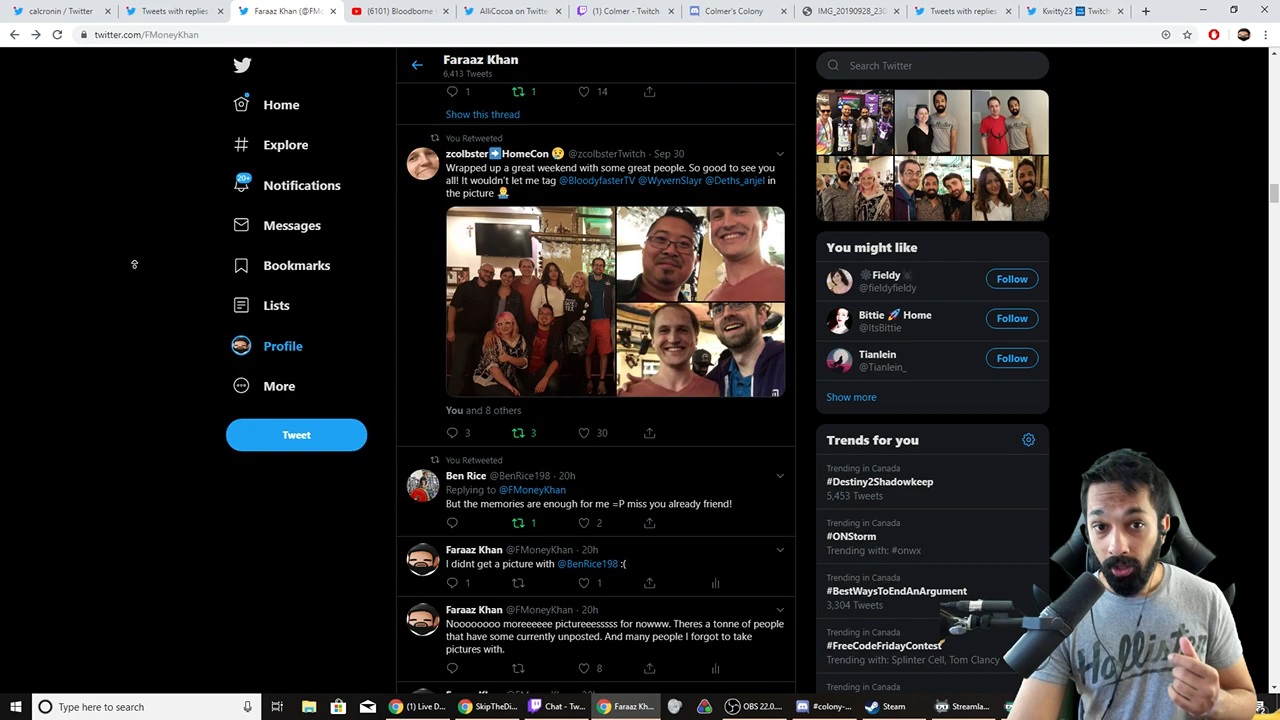 calcronin / Twitter
Tweets with replies
Faraaz Khan (@FMo
(6101) Bloodborne
AlliCocoa on Twitte
(1) Colmer - Twitch
Colmer's Colony
IMG_20190928_230
Tweets with replies
Kwitty23 Twitch
twitter.com/FMoneyKhan
Home
Explore
20+
Notifications
Messages
Bookmarks
Lists
Profile
More
Tweet
Faraaz Khan
6,413 Tweets
1 1 14
Show this thread
You Retweeted
zcolbster➡️HomeCon 😢 @zcolbsterTwitch · Sep 30
Wrapped up a great weekend with some great people. So good to see you
all! It wouldn't let me tag @BloodyfasterTV @WyvernSlayr @Deths_anjel in
the picture
You and 8 others
3 3 30
You Retweeted
Ben Rice @BenRice198 · 20h
Replying to @FMoneyKhan
But the memories are enough for me =P miss you already friend!
1 2
Faraaz Khan @FMoneyKhan · 20h
I didnt get a picture with @BenRice198 :(
1 1
Faraaz Khan @FMoneyKhan · 20h
Nooooooo moreeeeee pictureeesssss for nowww. Theres a tonne of people
that have some currently unposted. And many people I forgot to take
pictures with.
8
Search Twitter
You might like
Fieldy
@fieldyfieldy
Follow
Bittie 🚀 Home
@ItsBittie
Follow
Tianlein
@Tianlein_
Follow
Show more
Trends for you
Trending in Canada
#Destiny2Shadowkeep
5,453 Tweets
Trending in Canada
#ONStorm
Trending with: #onwx
Trending in Canada
#BestWaysToEndAnArgument
3,304 Tweets
Trending in Canada
#FreeCodeFridayContest
Trending with: Splinter Cell, Tom Clancy
Hollister
Type here to search
(1) Live D...
SkipTheDi...
Chat - Tw...
Faraaz Kh...
OBS 22.0....
#colony-...
Steam
Streamla...